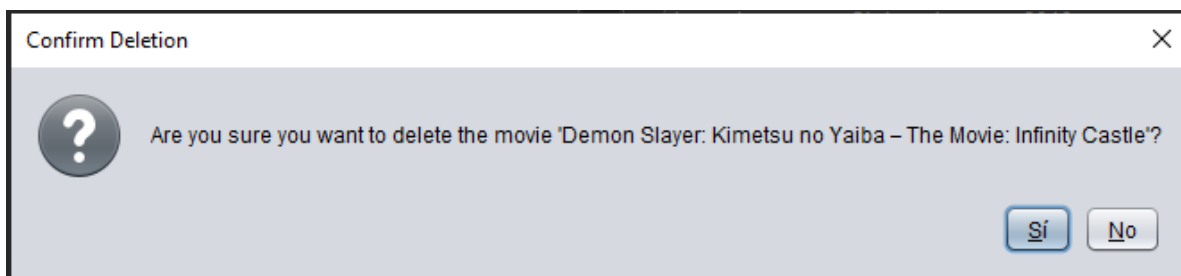 Confirm Deletion
Are you sure you want to delete the movie 'Demon Slayer: Kimetsu no Yaiba – The Movie: Infinity Castle'?
Sí No